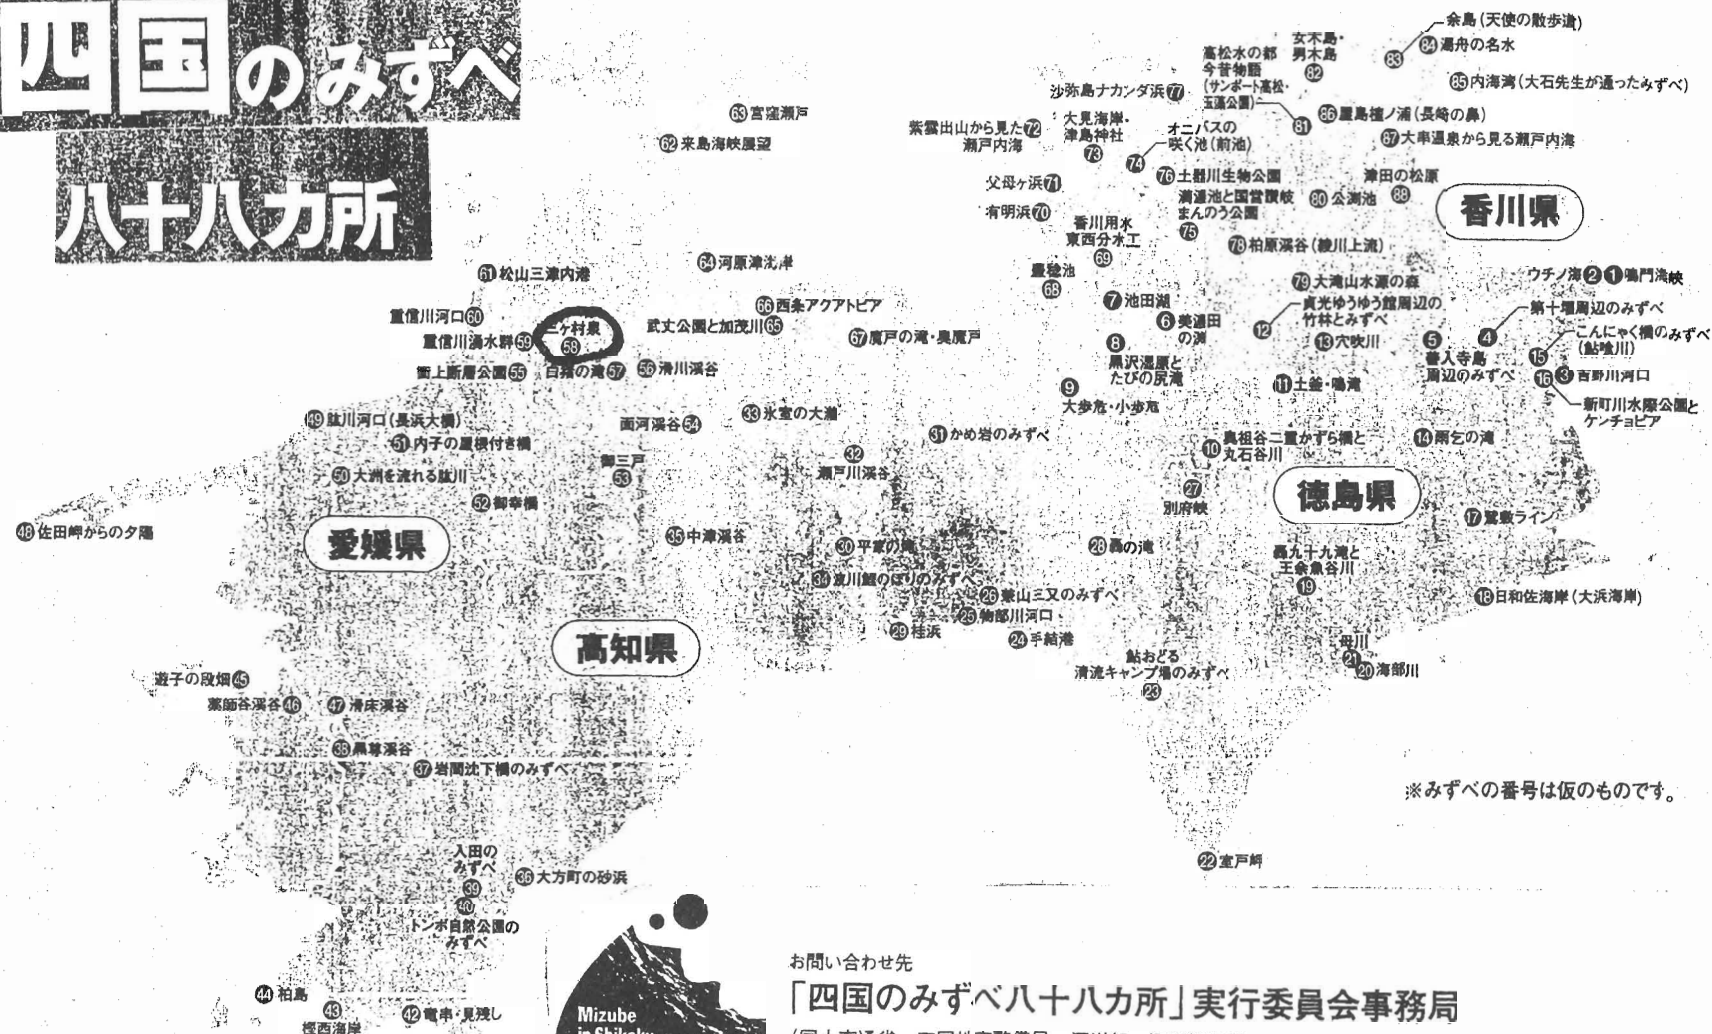 四国のみずべ
八十八カ所
余島(天使の散歩道)
83
84 湯舟の名水
女木島・
男木島
82
高松水の都
今昔物語
(サンポート高松・
玉藻公園)
81
85 内海湾(大石先生が通ったみずべ)
沙弥島ナカンダ浜 77
86 屋島檀ノ浦(長崎の鼻)
87 大串温泉から見る瀬戸内海
63 宮窪瀬戸
62 来島海峡展望
紫雲出山から見た 72
瀬戸内海
大見海岸・
津島神社
73
オニバスの
咲く池(前池)
74
76 土器川生物公園
津田の松原
88
父母ヶ浜 71
満濃池と国営讃岐
まんのう公園
75
80 公渕池
香川県
有明浜 70
香川用水
東西分水工
69
78 柏原渓谷(綾川上流)
61 松山三津内港
64 河原津海岸
豊稔池
68
79 大滝山水源の森
ウチノ海 2 1 鳴門海峡
66 西条アクアトピア
7 池田湖
貞光ゆうゆう館周辺の
竹林とみずべ
12
第十堰周辺のみずべ
4
重信川河口 60
三ヶ村泉
58
武丈公園と加茂川 65
6 美濃田
の渕
こんにゃく橋のみずべ
(鮎喰川)
15
重信川湧水群 59
67 魔戸の滝・奥魔戸
8
黒沢湿原と
たびの尻滝
13 穴吹川
5
善入寺島
周辺のみずべ
衝上断層公園 55
白猪の滝 57
56 滑川渓谷
9
大歩危・小歩危
11 土釜・鳴滝
16 3 吉野川河口
新町川水際公園と
ケンチョピア
49 肱川河口(長浜大橋)
面河渓谷 54
33 氷室の大瀧
31 かめ岩のみずべ
10 奥祖谷二重かずら橋と
丸石谷川
14 雨乞の滝
51 内子の屋根付き橋
32
瀬戸川渓谷
50 大洲を流れる肱川
御三戸
53
27
別府峡
徳島県
52 御幸橋
17 鷲敷ライン
48 佐田岬からの夕陽
愛媛県
35 中津渓谷
30 平家の滝
28 轟の滝
轟九十九滝と
王余魚谷川
19
34 波川鯉のぼりのみずべ
26 兼山三又のみずべ
18 日和佐海岸(大浜海岸)
25 物部川河口
29 桂浜
24 手結港
高知県
母川
21
20 海部川
鮎おどる
清流キャンプ場のみずべ
23
遊子の段畑 45
薬師谷渓谷 46
47 滑床渓谷
38 黒尊渓谷
37 岩間沈下橋のみずべ
※みずべの番号は仮のものです。
入田の
みずべ
39
36 大方町の砂浜
22 室戸岬
40
トンボ自然公園の
みずべ
44 柏島
43
樫西海岸
42 竜串・見残し
Mizube
in Shikoku
お問い合わせ先
「四国のみずべ八十八カ所」実行委員会事務局